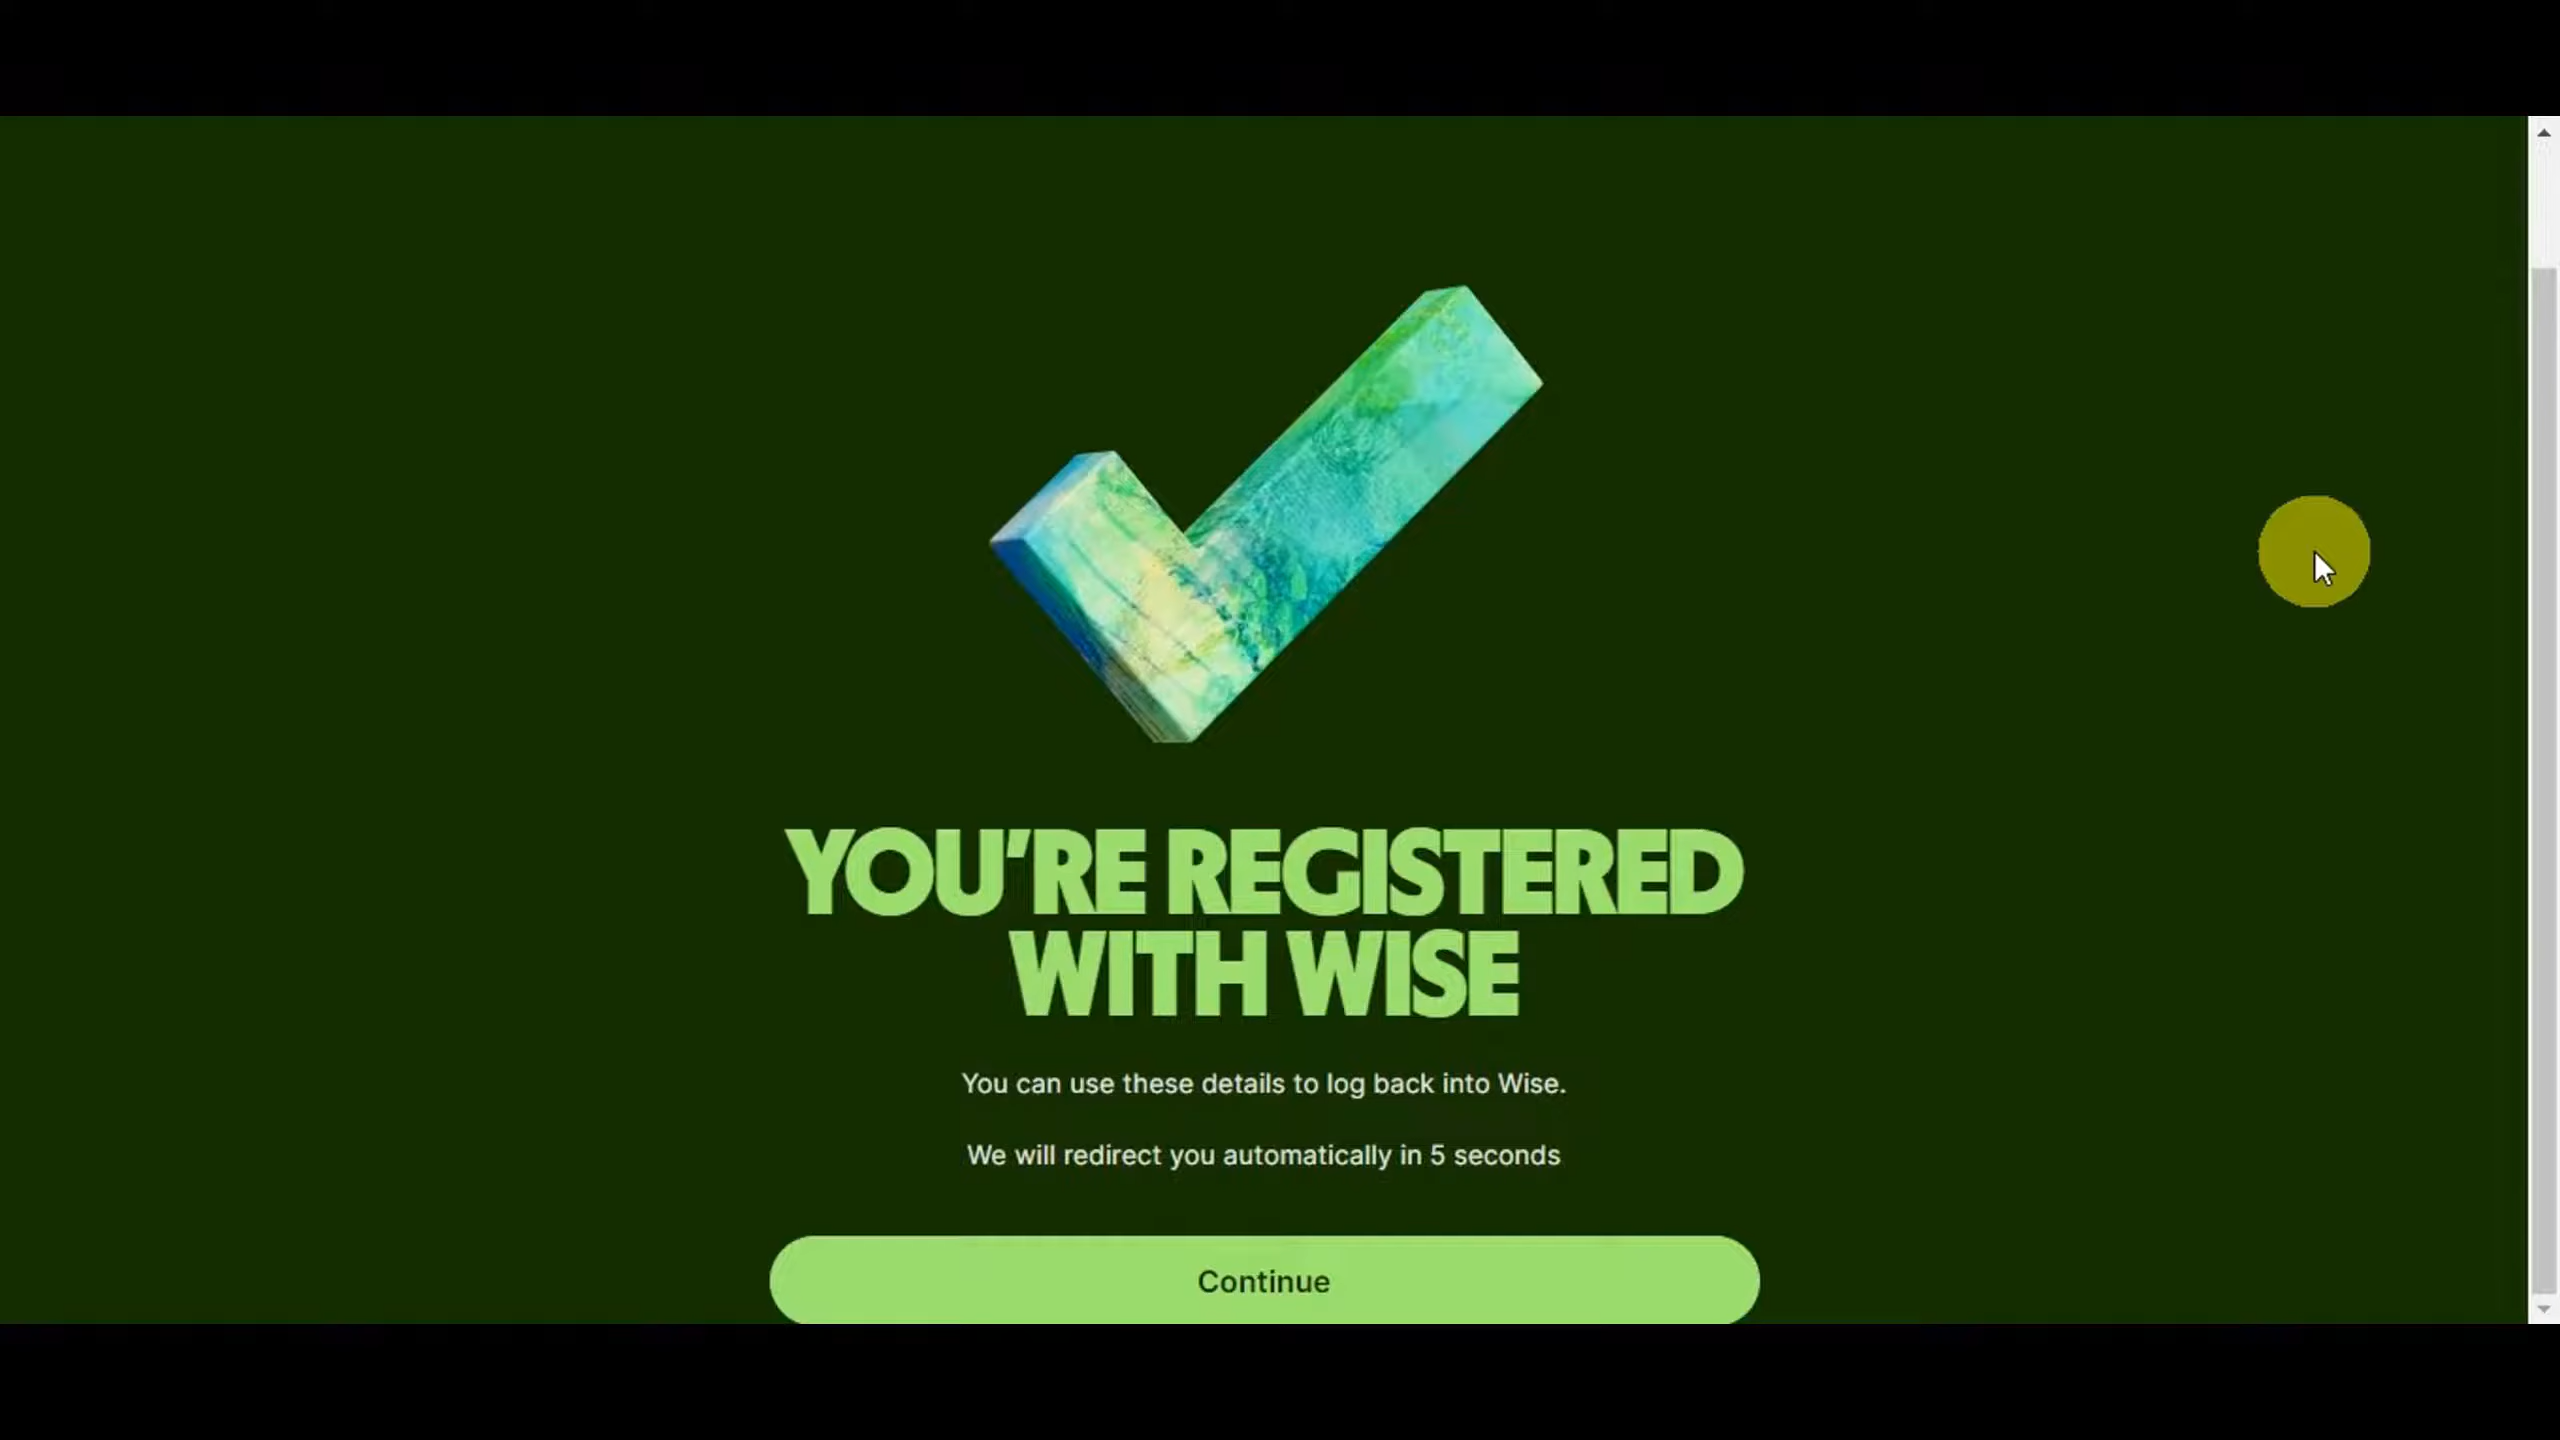 YOU'RE REGISTERED
WITH WISE
You can use these details to log back into Wise.
We will redirect you automatically in 5 seconds
Continue